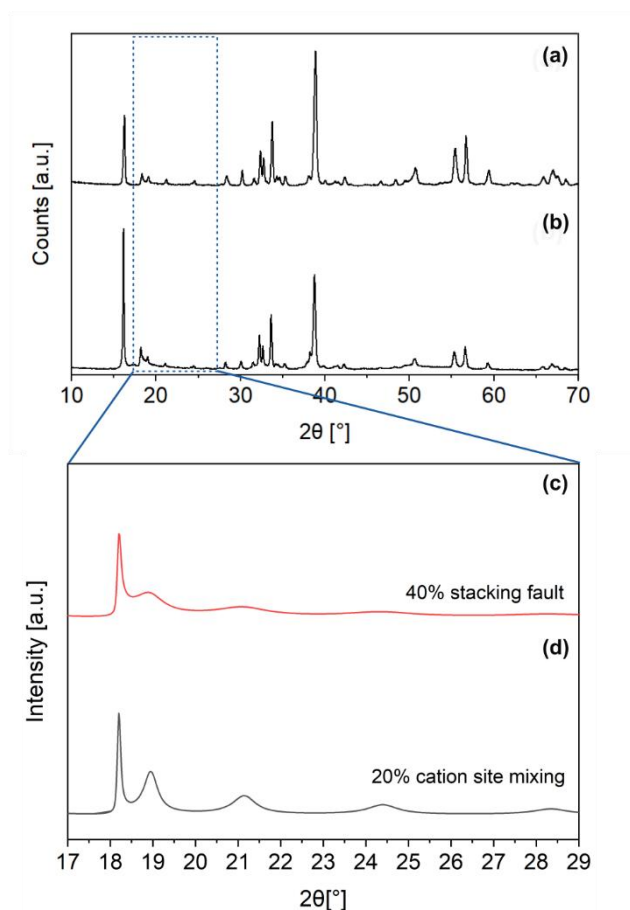 (a)
(b)
Counts [a.u.]
10 20 30 40 50 60 70
2θ [°]
(c)
40% stacking fault
(d)
20% cation site mixing
Intensity [a.u.]
17 18 19 20 21 22 23 24 25 26 27 28 29
2θ[°]